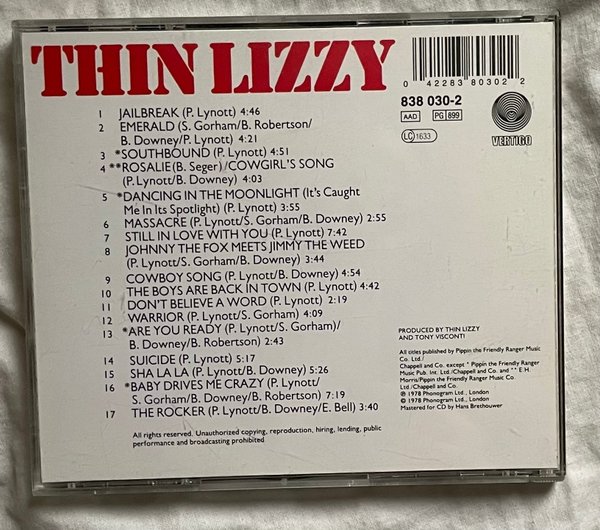 THIN LIZZY
0 42283 80302 2
838 030-2
AAD PG 899
LC 1633
VERTIGO
1 JAILBREAK (P. Lynott) 4:46
2 EMERALD (S. Gorham/B. Robertson/
B. Downey/P. Lynott) 4:21
3 *SOUTHBOUND (P. Lynott) 4:51
4 **ROSALIE (B. Seger)/COWGIRL'S SONG
(P. Lynott/B. Downey) 4:03
5 *DANCING IN THE MOONLIGHT (It's Caught
Me In Its Spotlight) (P. Lynott) 3:55
6 MASSACRE (P. Lynott/S. Gorham/B. Downey) 2:55
7 STILL IN LOVE WITH YOU (P. Lynott) 7:42
8 JOHNNY THE FOX MEETS JIMMY THE WEED
(P. Lynott/S. Gorham/B. Downey)
3:44
9 COWBOY SONG (P. Lynott/B. Downey) 4:54
10 THE BOYS ARE BACK IN TOWN (P. Lynott) 4:42
11 DON'T BELIEVE A WORD (P. Lynott) 2:19
12 WARRIOR (P. Lynott/S. Gorham) 4:09
13 *ARE YOU READY (P. Lynott/S. Gorham)/
B. Downey/B. Robertson) 2:43
14 SUICIDE (P. Lynott) 5:17
15 SHA LA LA (P. Lynott/B. Downey) 5:26
16 *BABY DRIVES ME CRAZY (P. Lynott/
S. Gorham/B. Downey/B. Robertson) 7:19
17 THE ROCKER (P. Lynott/B. Downey/E. Bell) 3:40
All rights reserved. Unauthorized copying, reproduction, hiring, lending, public
performance and broadcasting prohibited.
PRODUCED BY THIN LIZZY
AND TONY VISCONTI
All titles published by Pippin the Friendly Ranger Music
Co. Ltd./
Chappell and Co. except * Pippin the Friendly Ranger
Music Pub. Int. Ltd./Chappell and Co. and ** E.H.
Morris/Pippin the Friendly Ranger Music Co. Ltd.
/Chappell and Co.
℗ 1978 Phonogram Ltd., London
© 1978 Phonogram Ltd., London
Mastered for CD by Hans Brethouwer